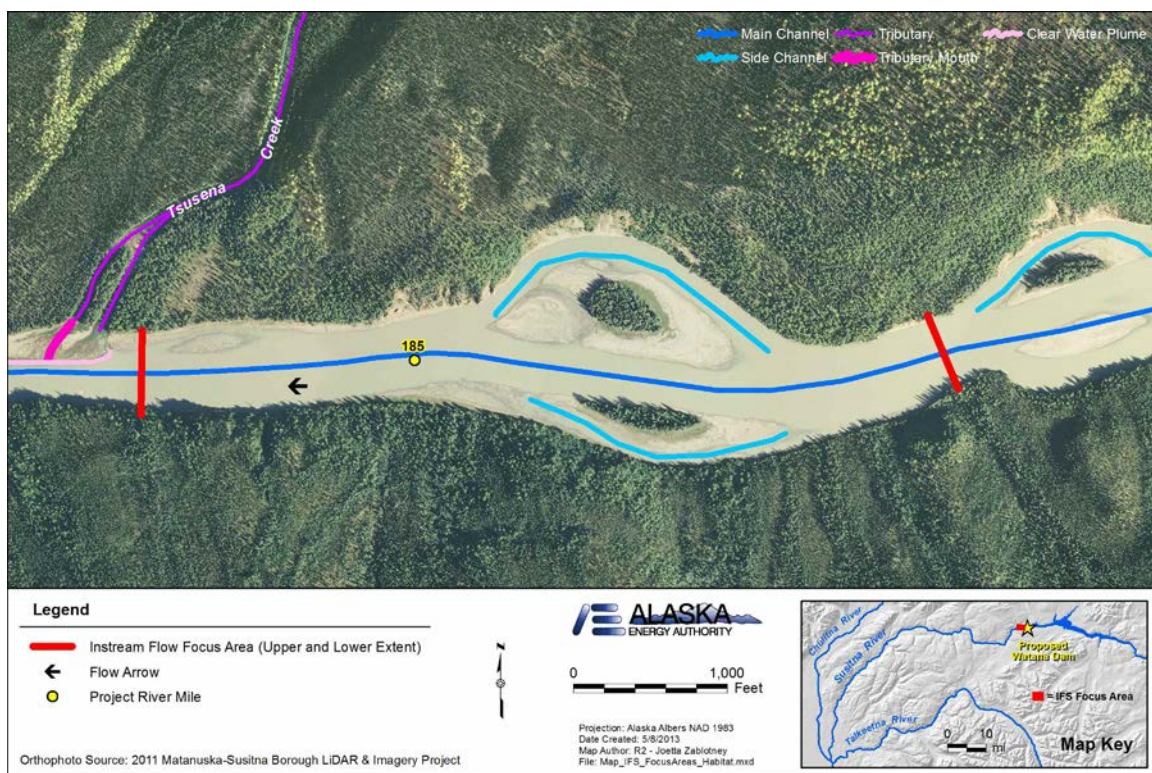 Main Channel
Tributary
Clear Water Plume
Side Channel
Tributary Mouth
Tsusena Creek
185
Legend
Instream Flow Focus Area (Upper and Lower Extent)
Flow Arrow
Project River Mile
Orthophoto Source: 2011 Matanuska-Susitna Borough LiDAR & Imagery Project
N
ALASKA
ENERGY AUTHORITY
0 1,000
Feet
Projection: Alaska Albers NAD 1983
Date Created: 5/8/2013
Map Author: R2 - Joetta Zablotney
File: Map_IFS_FocusAreas_Habitat.mxd
Chulitna River
Susitna River
Talkeetna River
Proposed
Watana Dam
= IFS Focus Area
0 10
mi
Map Key